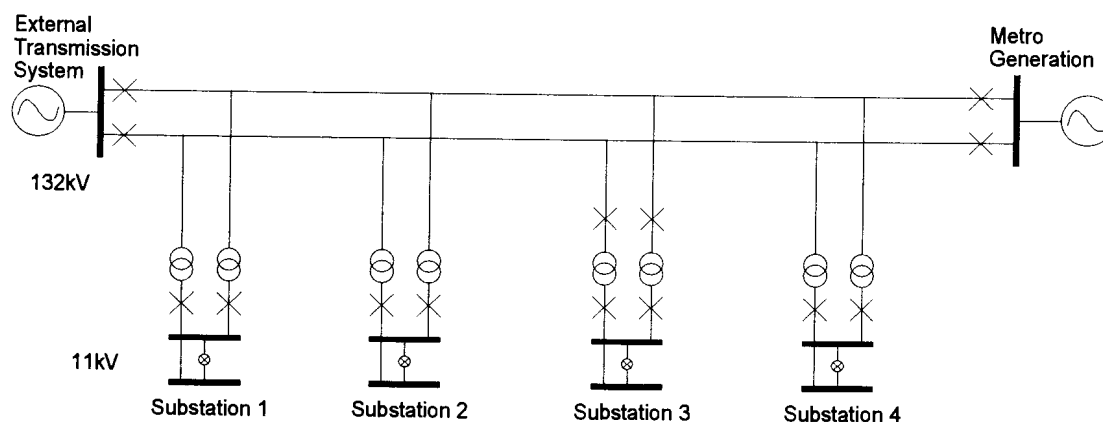 External
Transmission
System
Metro
Generation
132kV
11kV
Substation 1
Substation 2
Substation 3
Substation 4